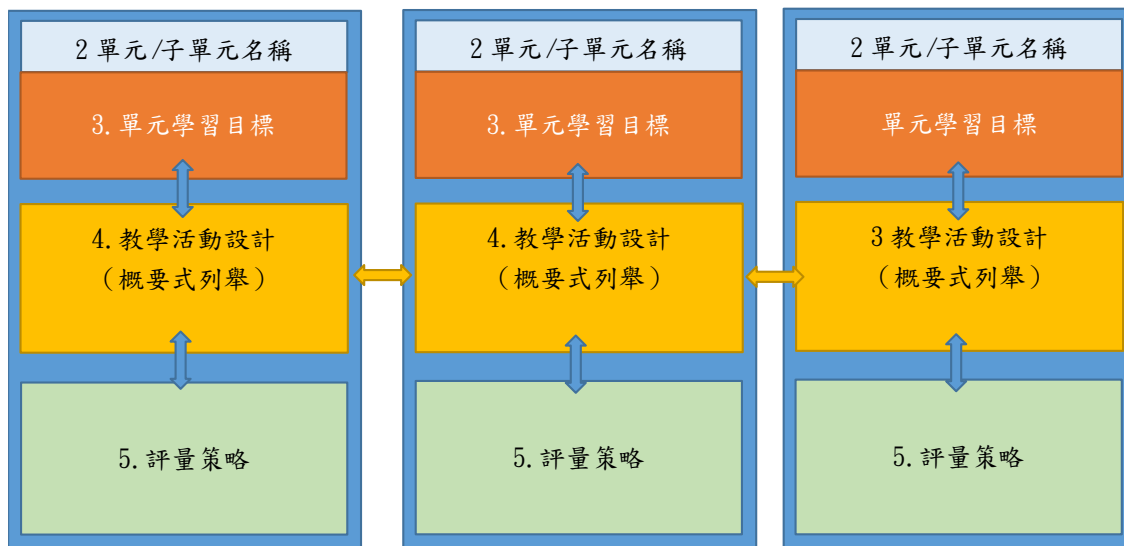 2 單元/子單元名稱
3.單元學習目標
4.教學活動設計
（概要式列舉）
5.評量策略
2 單元/子單元名稱
3.單元學習目標
4.教學活動設計
（概要式列舉）
5.評量策略
2 單元/子單元名稱
單元學習目標
3 教學活動設計
（概要式列舉）
5.評量策略